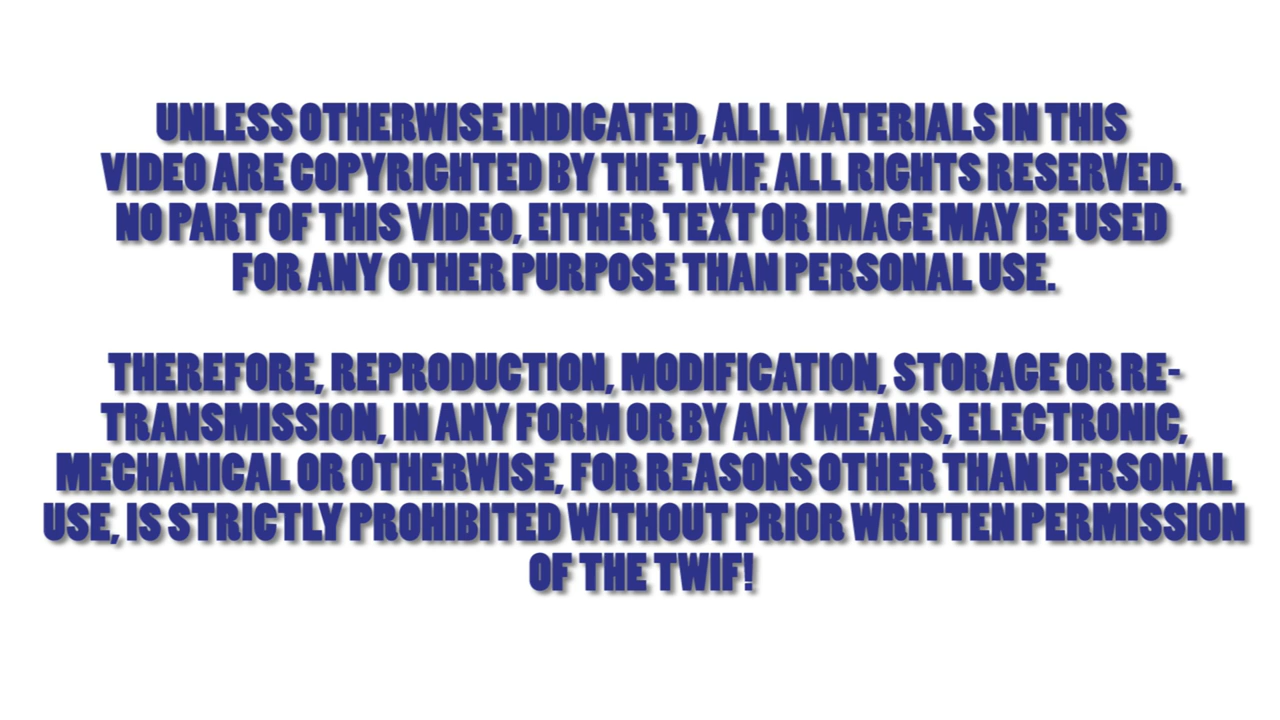 UNLESS OTHERWISE INDICATED, ALL MATERIALS IN THIS
VIDEO ARE COPYRIGHTED BY THE TWIF. ALL RIGHTS RESERVED.
NO PART OF THIS VIDEO, EITHER TEXT OR IMAGE MAY BE USED
FOR ANY OTHER PURPOSE THAN PERSONAL USE.
THEREFORE, REPRODUCTION, MODIFICATION, STORAGE OR RE-
TRANSMISSION, IN ANY FORM OR BY ANY MEANS, ELECTRONIC,
MECHANICAL OR OTHERWISE, FOR REASONS OTHER THAN PERSONAL
USE, IS STRICTLY PROHIBITED WITHOUT PRIOR WRITTEN PERMISSION
OF THE TWIF!